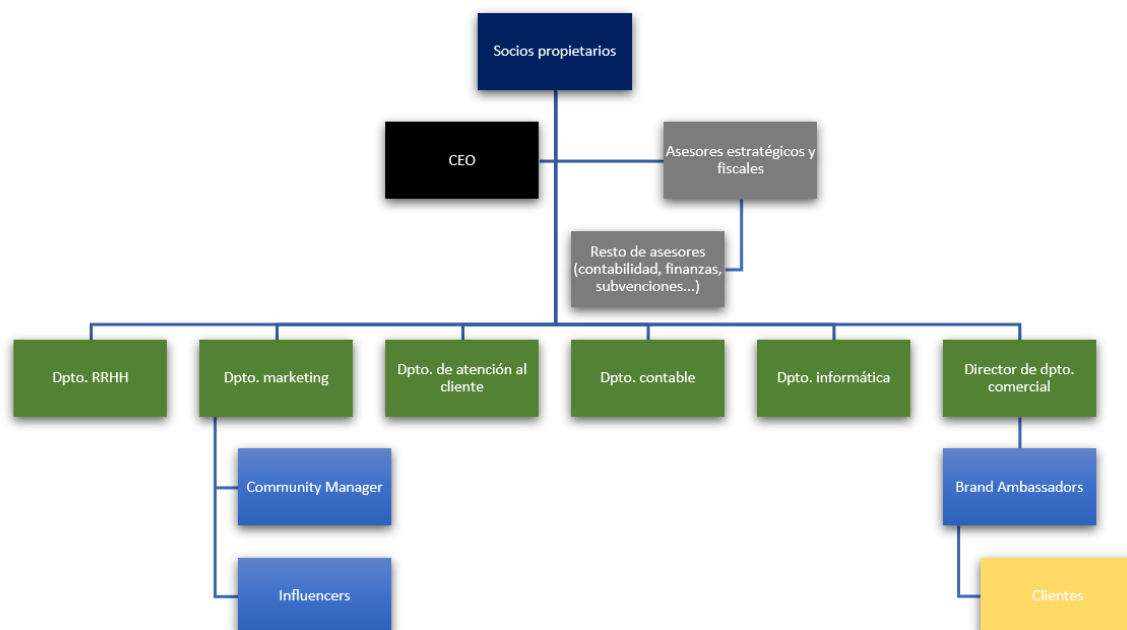 Socios propietarios
CEO
Asesores estratégicos y
fiscales
Resto de asesores
(contabilidad, finanzas,
subvenciones...)
Dpto. RRHH
Dpto. marketing
Dpto. de atención al
cliente
Dpto. contable
Dpto. informática
Director de dpto.
comercial
Community Manager
Brand Ambassadors
Influencers
Clientes